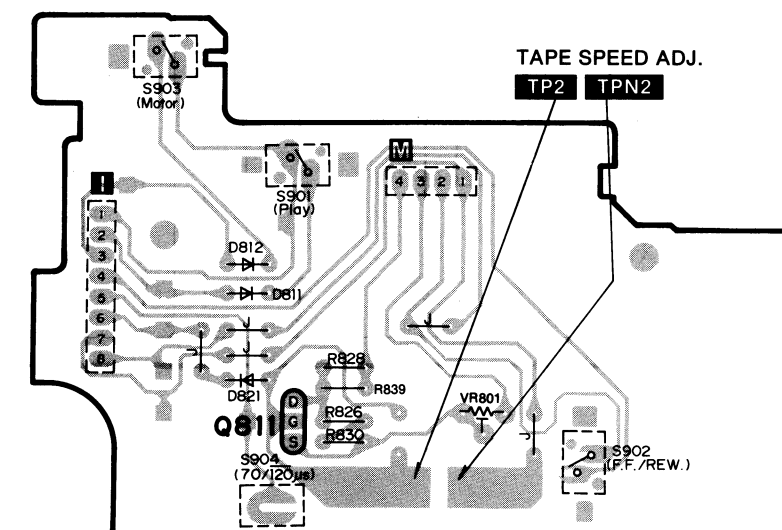 TAPE SPEED ADJ.
TP2 TPN2
S903
(Motor)
M
4 3 2 1
S901
(Play)
I
1
2
3
4
5
6
7
8
D812
D811
J
J
J
J
D821
R828
R839
D
G
S
Q811
R826
R830
VR801
J
S904
(70/120µs)
S902
(F.F./REW.)